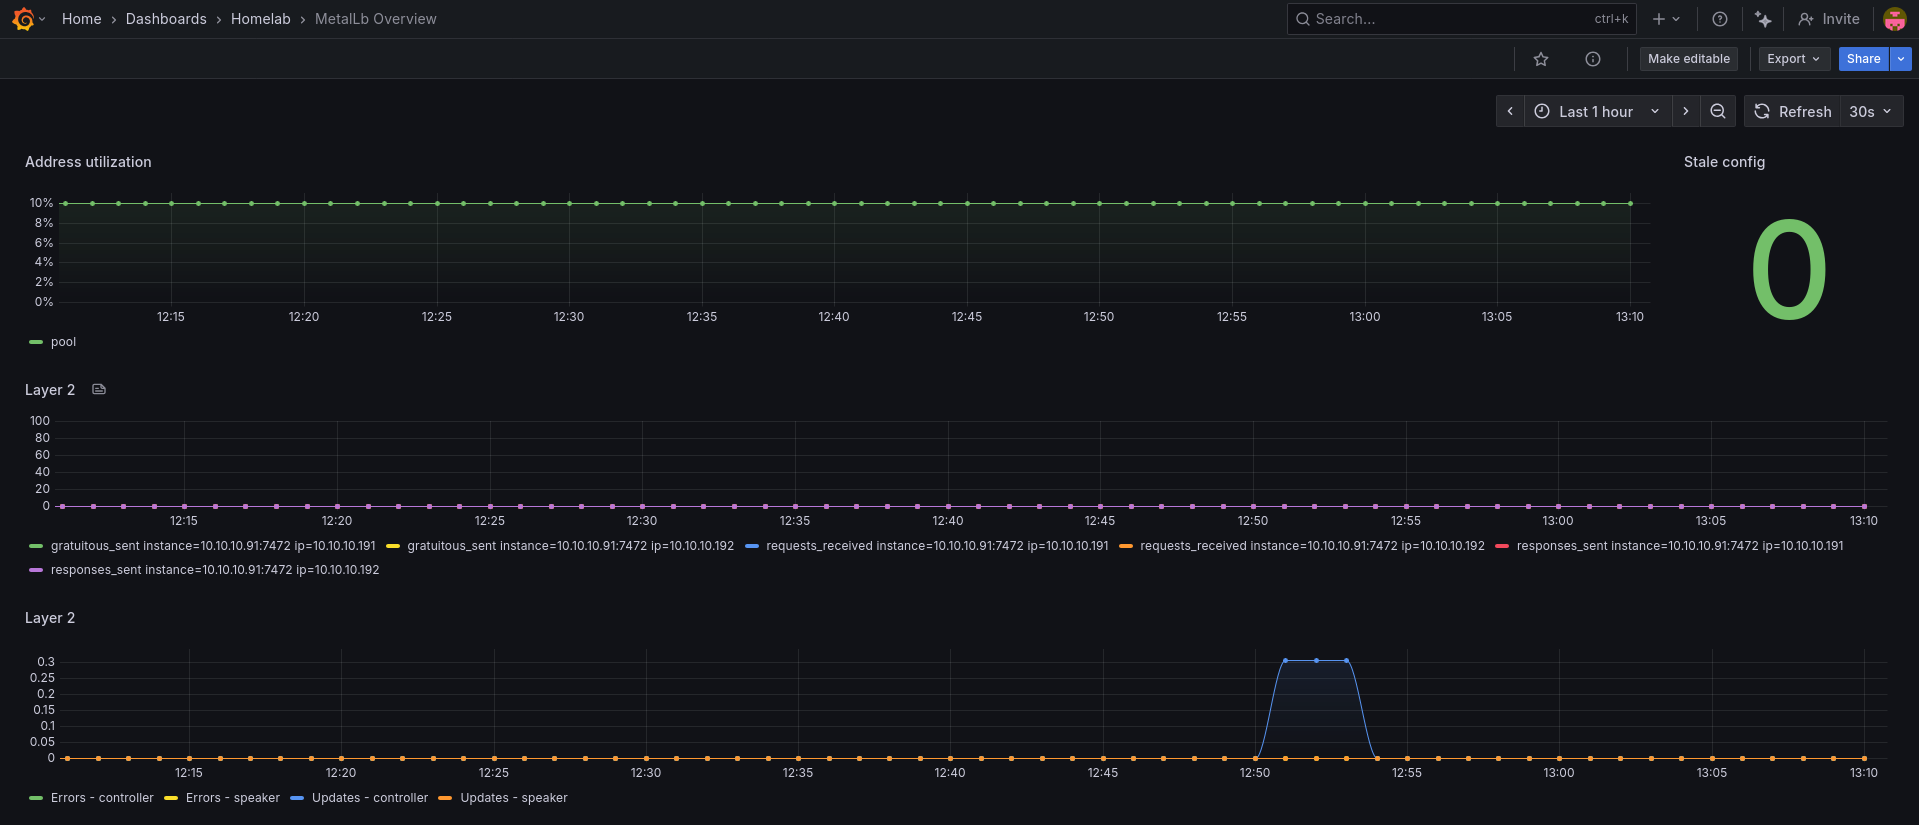 Home › Dashboards › Homelab › MetalLb Overview Search... ctrl+k Invite
Make editable Export Share
Last 1 hour Refresh 30s
Address utilization Stale config
10%
8%
6%
4%
2%
0%
12:15 12:20 12:25 12:30 12:35 12:40 12:45 12:50 12:55 13:00 13:05 13:10
0
pool
Layer 2
100
80
60
40
20
0
12:15 12:20 12:25 12:30 12:35 12:40 12:45 12:50 12:55 13:00 13:05 13:10
gratuitous_sent instance=10.10.10.91:7472 ip=10.10.10.191 gratuitous_sent instance=10.10.10.91:7472 ip=10.10.10.192 requests_received instance=10.10.10.91:7472 ip=10.10.10.191 requests_received instance=10.10.10.91:7472 ip=10.10.10.192 responses_sent instance=10.10.10.91:7472 ip=10.10.10.191
responses_sent instance=10.10.10.91:7472 ip=10.10.10.192
Layer 2
0.3
0.25
0.2
0.15
0.1
0.05
0
12:15 12:20 12:25 12:30 12:35 12:40 12:45 12:50 12:55 13:00 13:05 13:10
Errors - controller Errors - speaker Updates - controller Updates - speaker